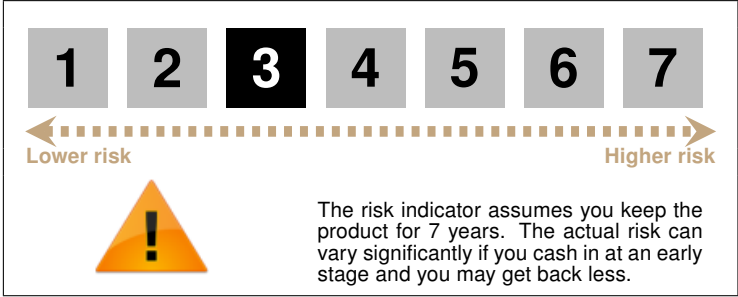 1 2 3 4 5 6 7
Lower risk Higher risk
!
The risk indicator assumes you keep the
product for 7 years. The actual risk can
vary significantly if you cash in at an early
stage and you may get back less.